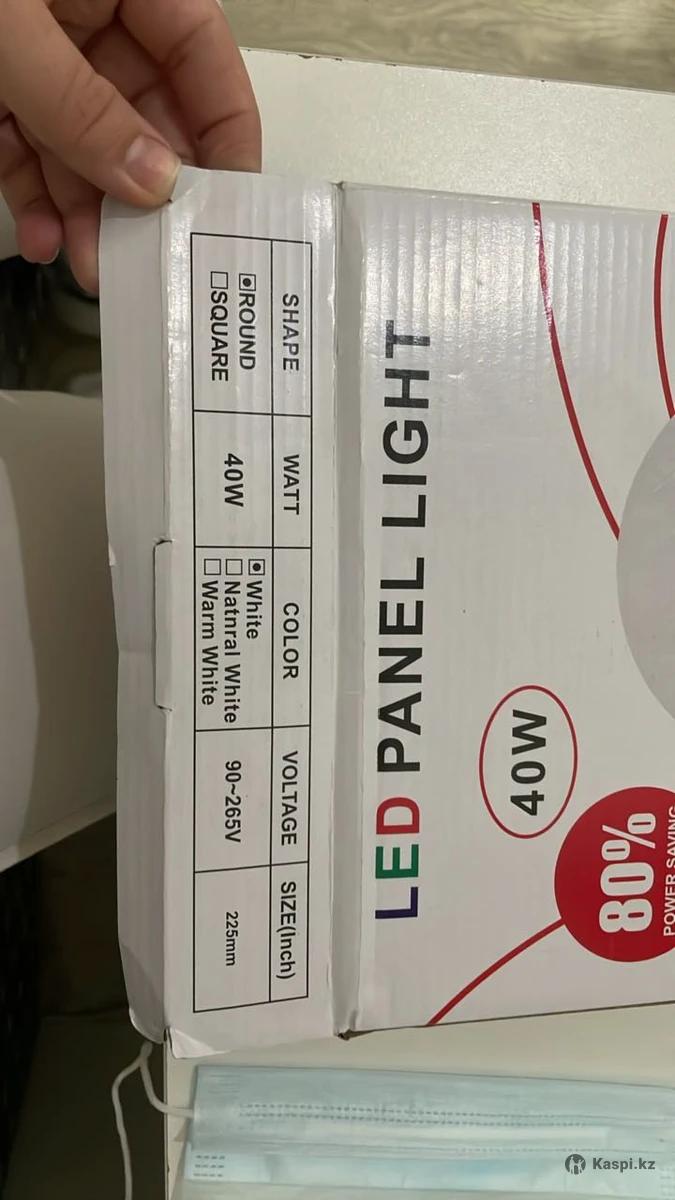 SHAPE
WATT
COLOR
VOLTAGE
SIZE(Inch)
ROUND
SQUARE
40W
White
Natnral White
Warm White
90~265V
225mm
LED PANEL LIGHT
40W
80%
POWER SAVING
Kaspi.kz